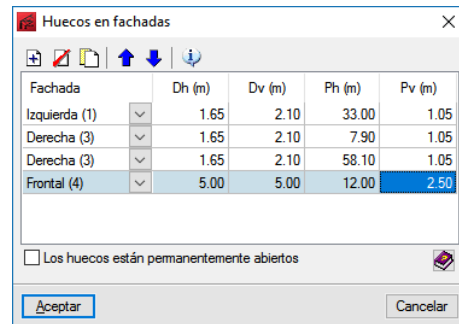 Huecos en fachadas
Fachada Dh (m) Dv (m) Ph (m) Pv (m)
Izquierda (1) 1.65 2.10 33.00 1.05
Derecha (3) 1.65 2.10 7.90 1.05
Derecha (3) 1.65 2.10 58.10 1.05
Frontal (4) 5.00 5.00 12.00 2.50
Los huecos están permanentemente abiertos
Aceptar Cancelar